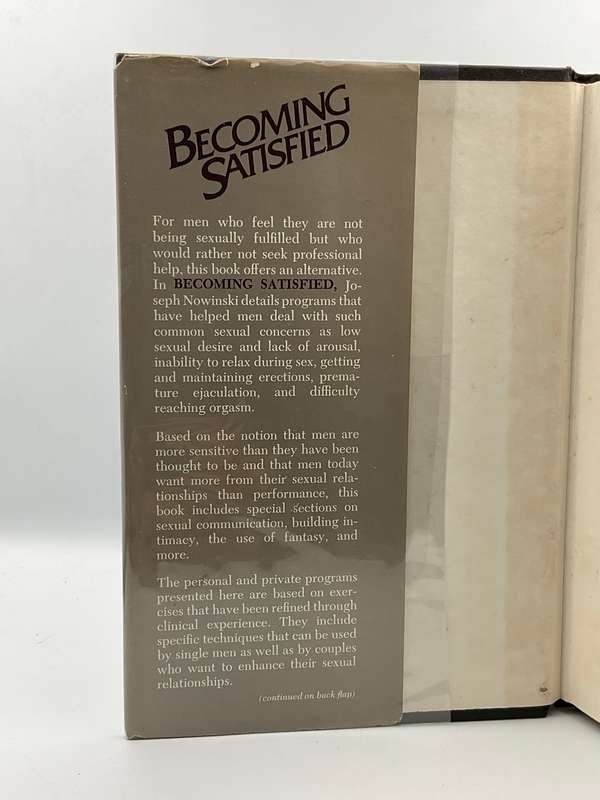 BECOMING
SATISFIED
For men who feel they are not
being sexually fulfilled but who
would rather not seek professional
help, this book offers an alternative.
In BECOMING SATISFIED, Jo-
seph Nowinski details programs that
have helped men deal with such
common sexual concerns as low
sexual desire and lack of arousal,
inability to relax during sex, getting
and maintaining erections, prema-
ture ejaculation, and difficulty
reaching orgasm.
Based on the notion that men are
more sensitive than they have been
thought to be and that men today
want more from their sexual rela-
tionships than performance, this
book includes special sections on
sexual communication, building in-
timacy, the use of fantasy, and
more.
The personal and private programs
presented here are based on exer-
cises that have been refined through
clinical experience. They include
specific techniques that can be used
by single men as well as by couples
who want to enhance their sexual
relationships.
(continued on back flap)